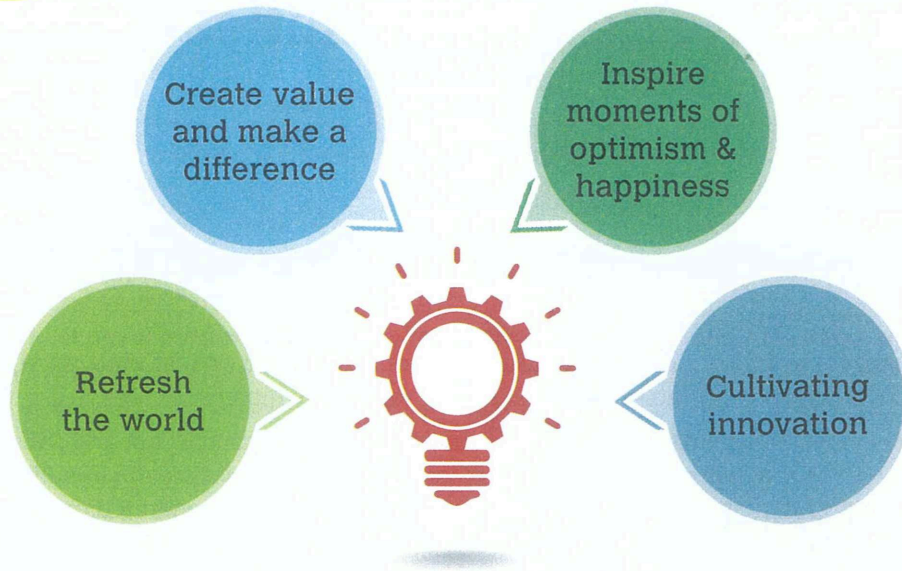 Create value
and make a
difference
Inspire
moments of
optimism &
happiness
Refresh
the world
Cultivating
innovation